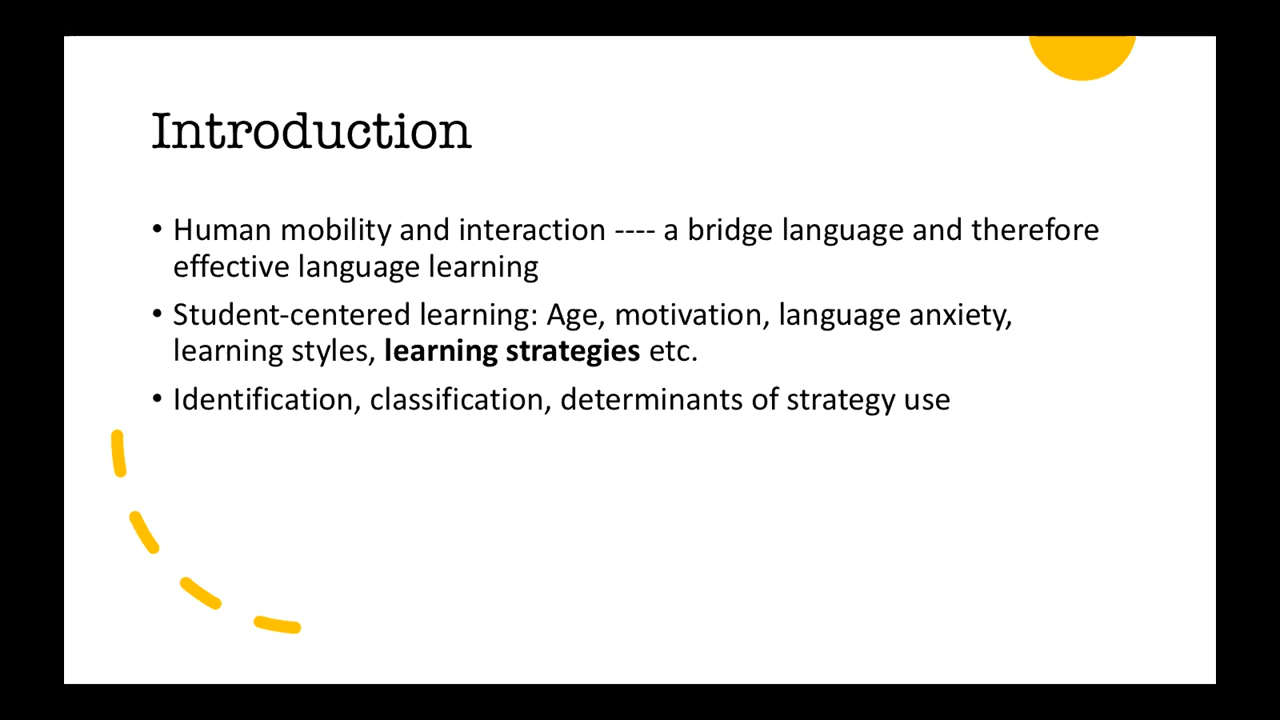 Introduction
• Human mobility and interaction ---- a bridge language and therefore
effective language learning
• Student-centered learning: Age, motivation, language anxiety,
learning styles, learning strategies etc.
• Identification, classification, determinants of strategy use